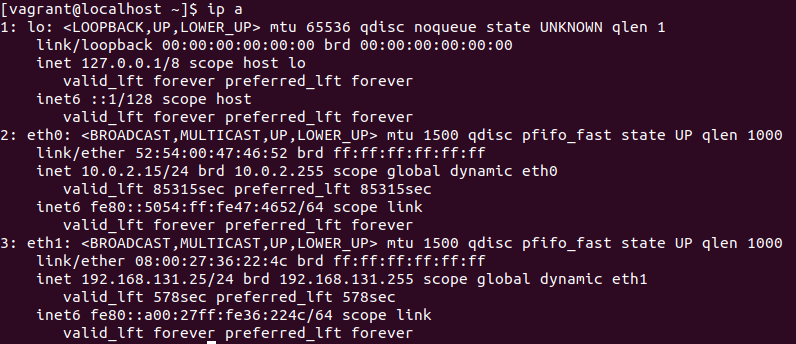 [vagrant@localhost ~]$ ip a
1: lo: <LOOPBACK,UP,LOWER_UP> mtu 65536 qdisc noqueue state UNKNOWN qlen 1
    link/loopback 00:00:00:00:00:00 brd 00:00:00:00:00:00
    inet 127.0.0.1/8 scope host lo
       valid_lft forever preferred_lft forever
    inet6 ::1/128 scope host
       valid_lft forever preferred_lft forever
2: eth0: <BROADCAST,MULTICAST,UP,LOWER_UP> mtu 1500 qdisc pfifo_fast state UP qlen 1000
    link/ether 52:54:00:47:46:52 brd ff:ff:ff:ff:ff:ff
    inet 10.0.2.15/24 brd 10.0.2.255 scope global dynamic eth0
       valid_lft 85315sec preferred_lft 85315sec
    inet6 fe80::5054:ff:fe47:4652/64 scope link
       valid_lft forever preferred_lft forever
3: eth1: <BROADCAST,MULTICAST,UP,LOWER_UP> mtu 1500 qdisc pfifo_fast state UP qlen 1000
    link/ether 08:00:27:36:22:4c brd ff:ff:ff:ff:ff:ff
    inet 192.168.131.25/24 brd 192.168.131.255 scope global dynamic eth1
       valid_lft 578sec preferred_lft 578sec
    inet6 fe80::a00:27ff:fe36:224c/64 scope link
       valid_lft forever preferred_lft forever